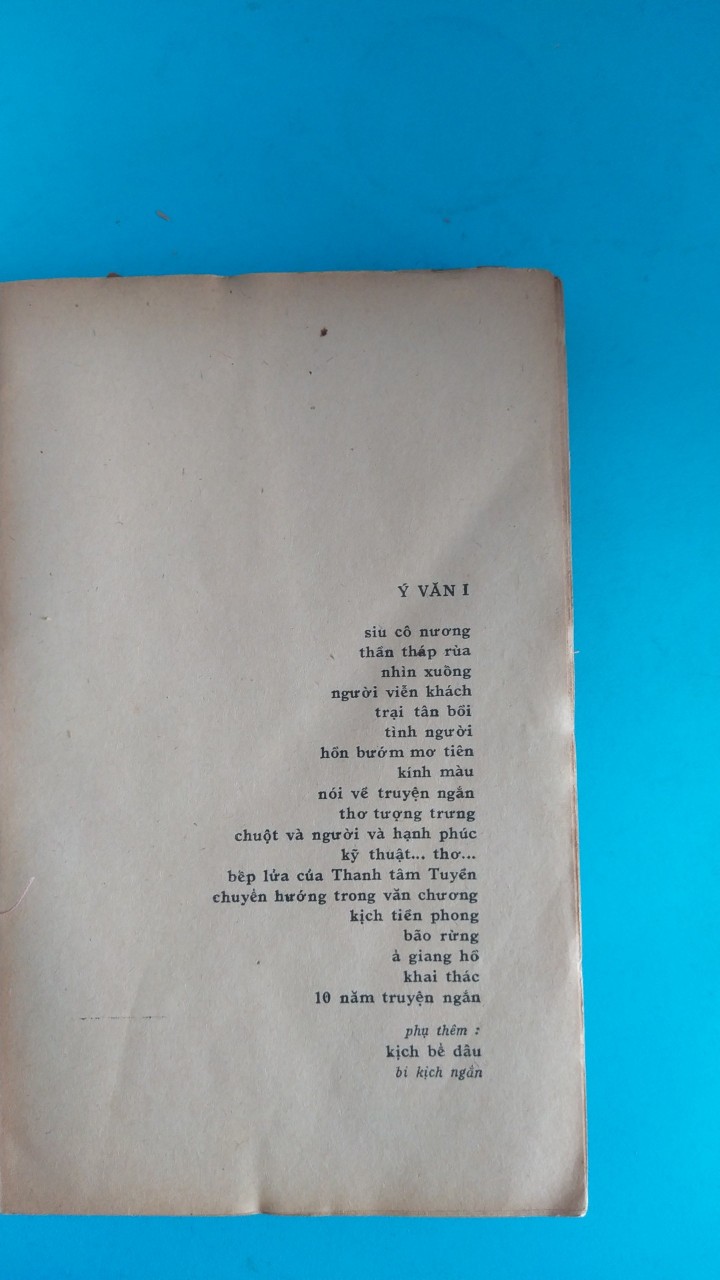 Ý VĂN I
siu cô nương
thần tháp rùa
nhìn xuống
người viễn khách
trại tân bồi
tình người
hồn bướm mơ tiên
kính màu
nói về truyện ngắn
thơ tượng trưng
chuột và người và hạnh phúc
kỹ thuật... thơ...
bếp lửa của Thanh tâm Tuyền
chuyển hướng trong văn chương
kịch tiền phong
bão rừng
ả giang hồ
khai thác
10 năm truyện ngắn
phụ thêm :
kịch bể dâu
bi kịch ngắn